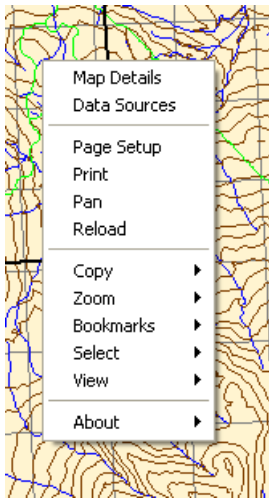 Map Details
Data Sources
Page Setup
Print
Pan
Reload
Copy
Zoom
Bookmarks
Select
View
About